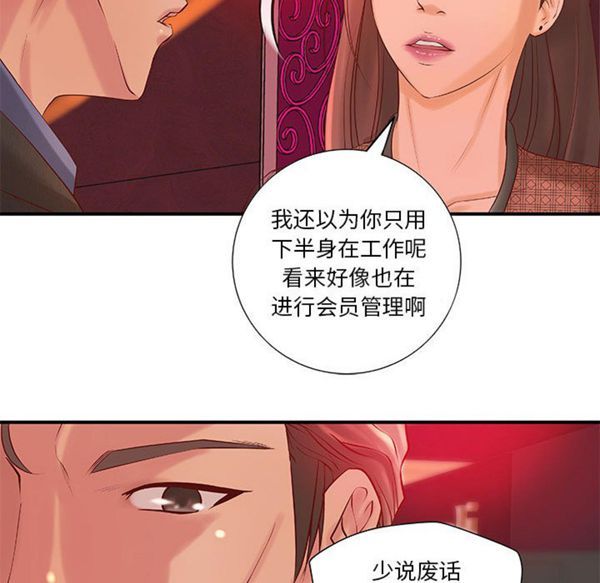 我还以为你只用
下半身在工作呢
看来好像也在
进行会员管理啊
少说废话